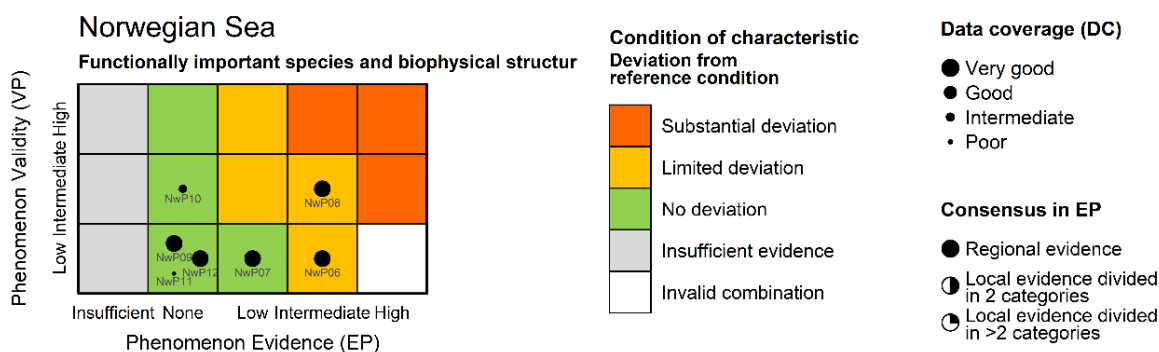 Norwegian Sea
Functionally important species and biophysical structur
Phenomenon Validity (VP)
Low Intermediate High
NwP10
NwP08
NwP09
NwP12
NwP11
NwP07
NwP06
Insufficient None Low Intermediate High
Phenomenon Evidence (EP)
Condition of characteristic
Deviation from
reference condition
Substantial deviation
Limited deviation
No deviation
Insufficient evidence
Invalid combination
Data coverage (DC)
Very good
Good
Intermediate
Poor
Consensus in EP
Regional evidence
Local evidence divided
in 2 categories
Local evidence divided
in >2 categories